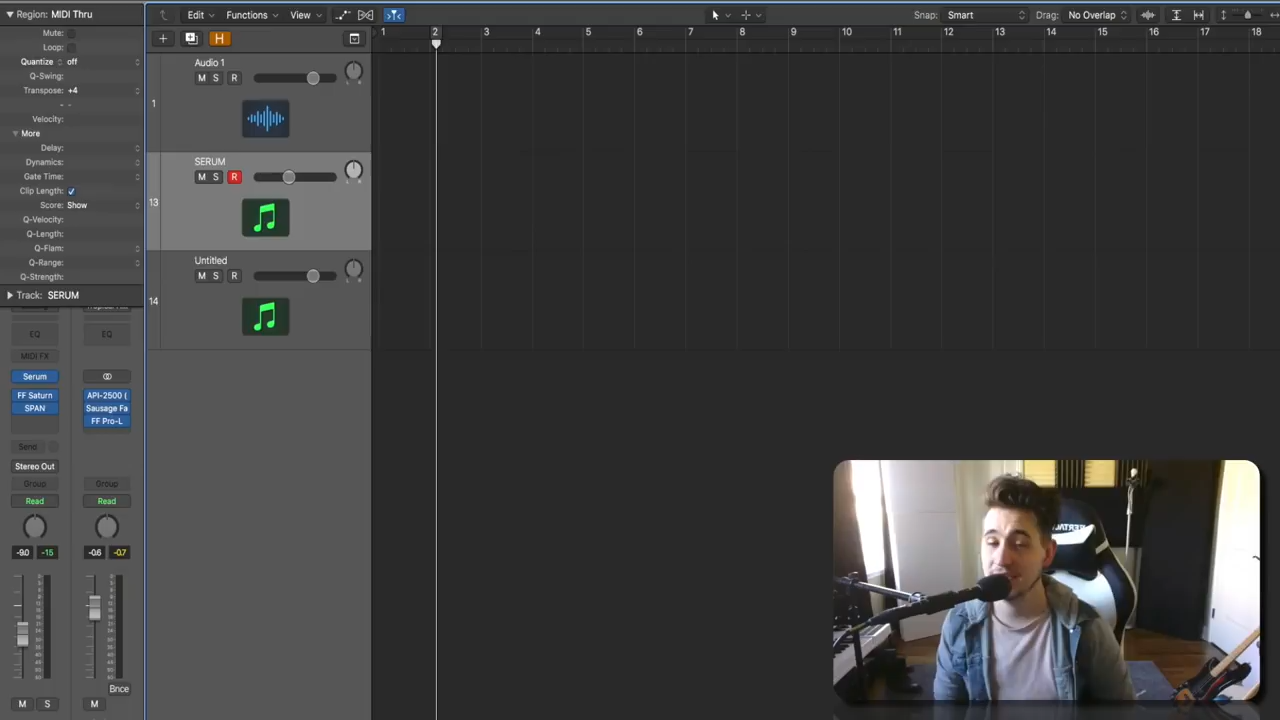 Region: MIDI Thru
Mute:
Loop:
Quantize off
Q-Swing:
Transpose: +4
- -
Velocity:
More
Delay:
Dynamics:
Gate Time:
Clip Length:
Score: Show
Q-Velocity:
Q-Length:
Q-Flam:
Q-Range:
Q-Strength:
Track: SERUM
EQ EQ
MIDI FX
Serum
FF Saturn API-2500 (
SPAN Sausage Fa
FF Pro-L
Send
Stereo Out
Group Group
Read Read
-9.0 -15 -0.6 -0.7
Bnce
M S M
Edit Functions View Snap: Smart Drag: No Overlap
H
1 2 3 4 5 6 7 8 9 10 11 12 13 14 15 16 17 18
Audio 1
M S R
1
SERUM
M S R
13
Untitled
M S R
14